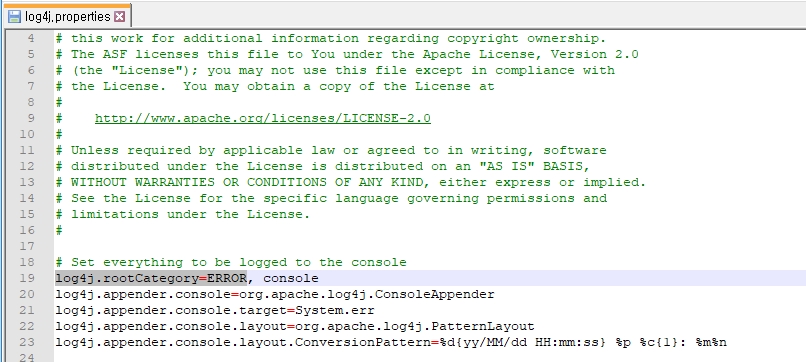 log4j.properties
4 # this work for additional information regarding copyright ownership.
5 # The ASF licenses this file to You under the Apache License, Version 2.0
6 # (the "License"); you may not use this file except in compliance with
7 # the License.  You may obtain a copy of the License at
8 #
9 #    http://www.apache.org/licenses/LICENSE-2.0
10 #
11 # Unless required by applicable law or agreed to in writing, software
12 # distributed under the License is distributed on an "AS IS" BASIS,
13 # WITHOUT WARRANTIES OR CONDITIONS OF ANY KIND, either express or implied.
14 # See the License for the specific language governing permissions and
15 # limitations under the License.
16 #
17
18 # Set everything to be logged to the console
19 log4j.rootCategory=ERROR, console
20 log4j.appender.console=org.apache.log4j.ConsoleAppender
21 log4j.appender.console.target=System.err
22 log4j.appender.console.layout=org.apache.log4j.PatternLayout
23 log4j.appender.console.layout.ConversionPattern=%d{yy/MM/dd HH:mm:ss} %p %c{1}: %m%n
24